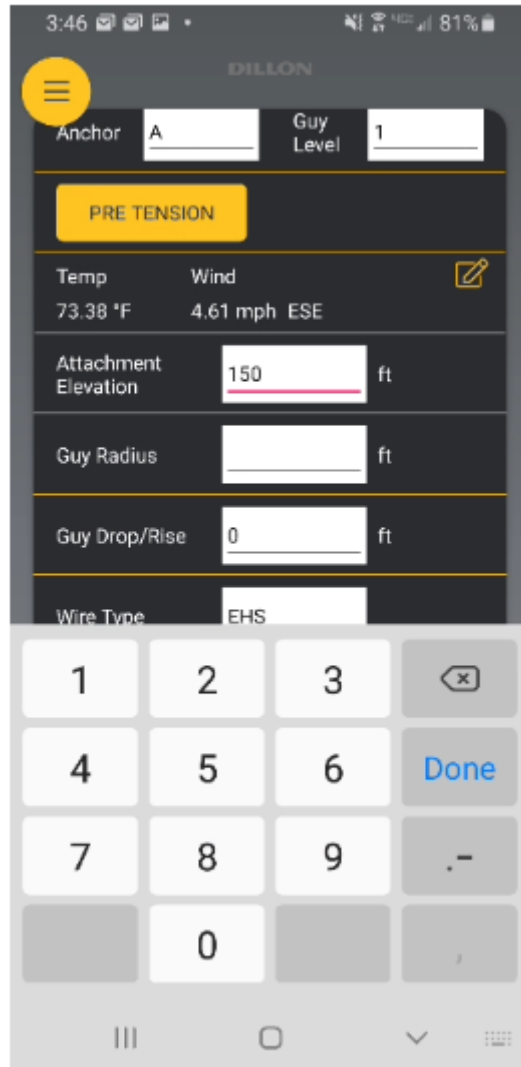 3:46 81%
DILLON
Anchor A Guy Level 1
PRE TENSION
Temp Wind
73.38 °F 4.61 mph ESE
Attachment Elevation 150 ft
Guy Radius ft
Guy Drop/Rise 0 ft
Wire Type EHS
1 2 3
4 5 6 Done
7 8 9 .-
0 ,